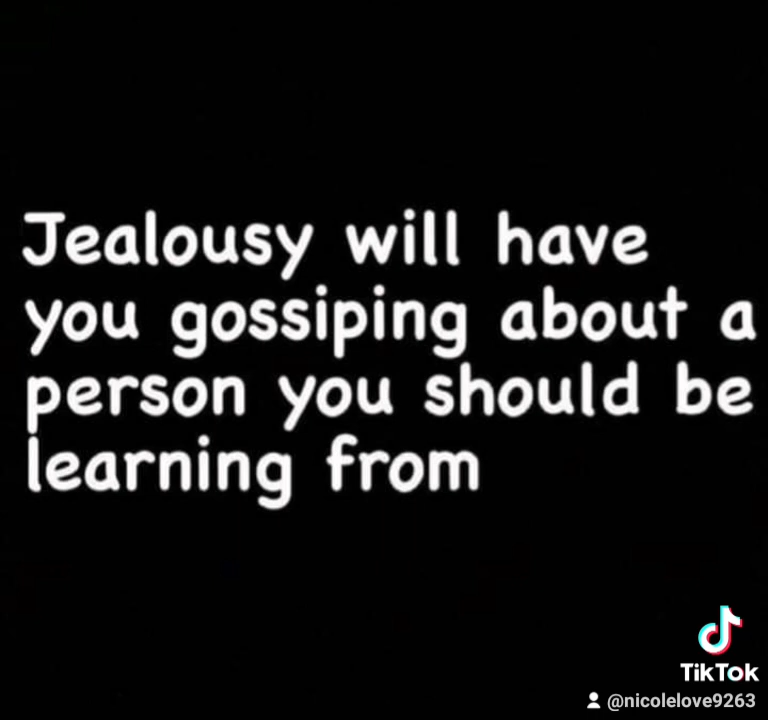 Jealousy will have
you gossiping about a
person you should be
learning from
TikTok
@nicolelove9263